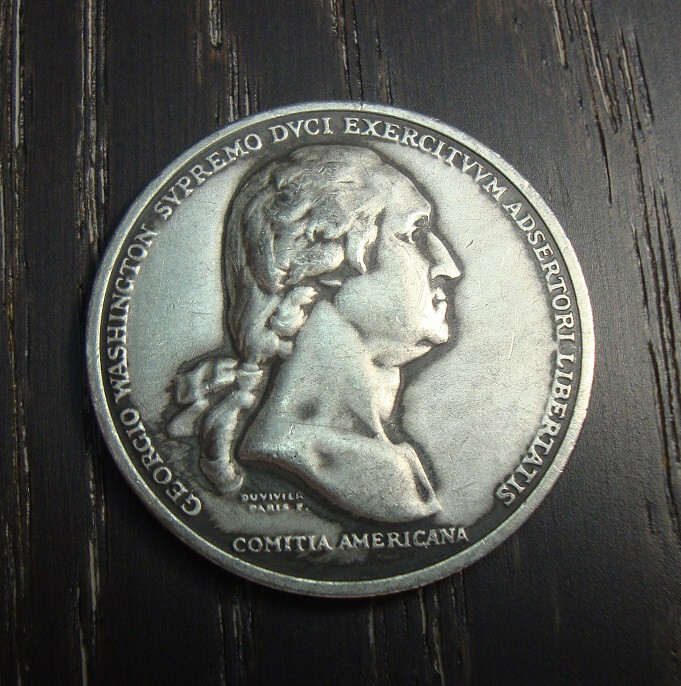 GEORGIO WASHINGTON SVPREMO DVCI EXERCITVVM ADSERTORI LIBERTATIS
DUVIVIER
PARIS F.
COMITIA AMERICANA